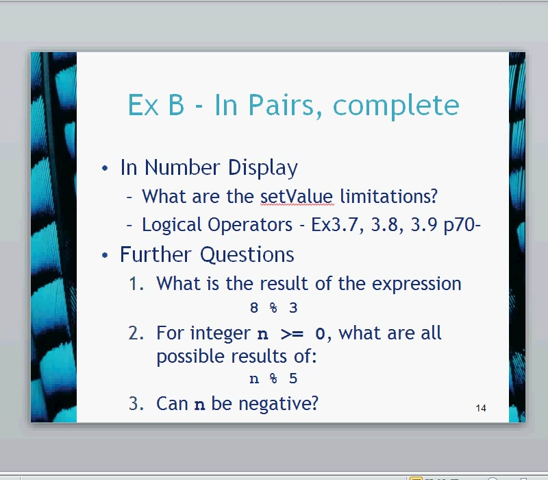 Ex B - In Pairs, complete
• In Number Display
- What are the setValue limitations?
- Logical Operators - Ex3.7, 3.8, 3.9 p70-
• Further Questions
1. What is the result of the expression
8 % 3
2. For integer n >= 0, what are all
possible results of:
n % 5
3. Can n be negative?
14